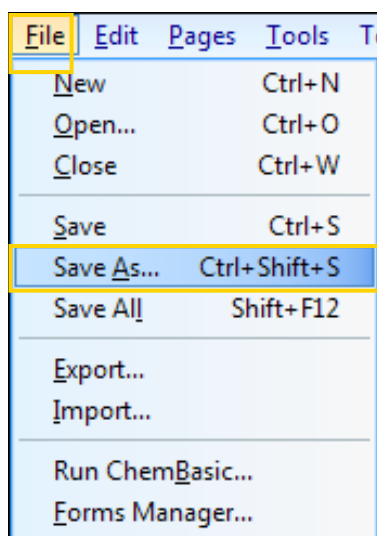 File Edit Pages Tools
New Ctrl+N
Open... Ctrl+O
Close Ctrl+W
Save Ctrl+S
Save As... Ctrl+Shift+S
Save All Shift+F12
Export...
Import...
Run ChemBasic...
Forms Manager...